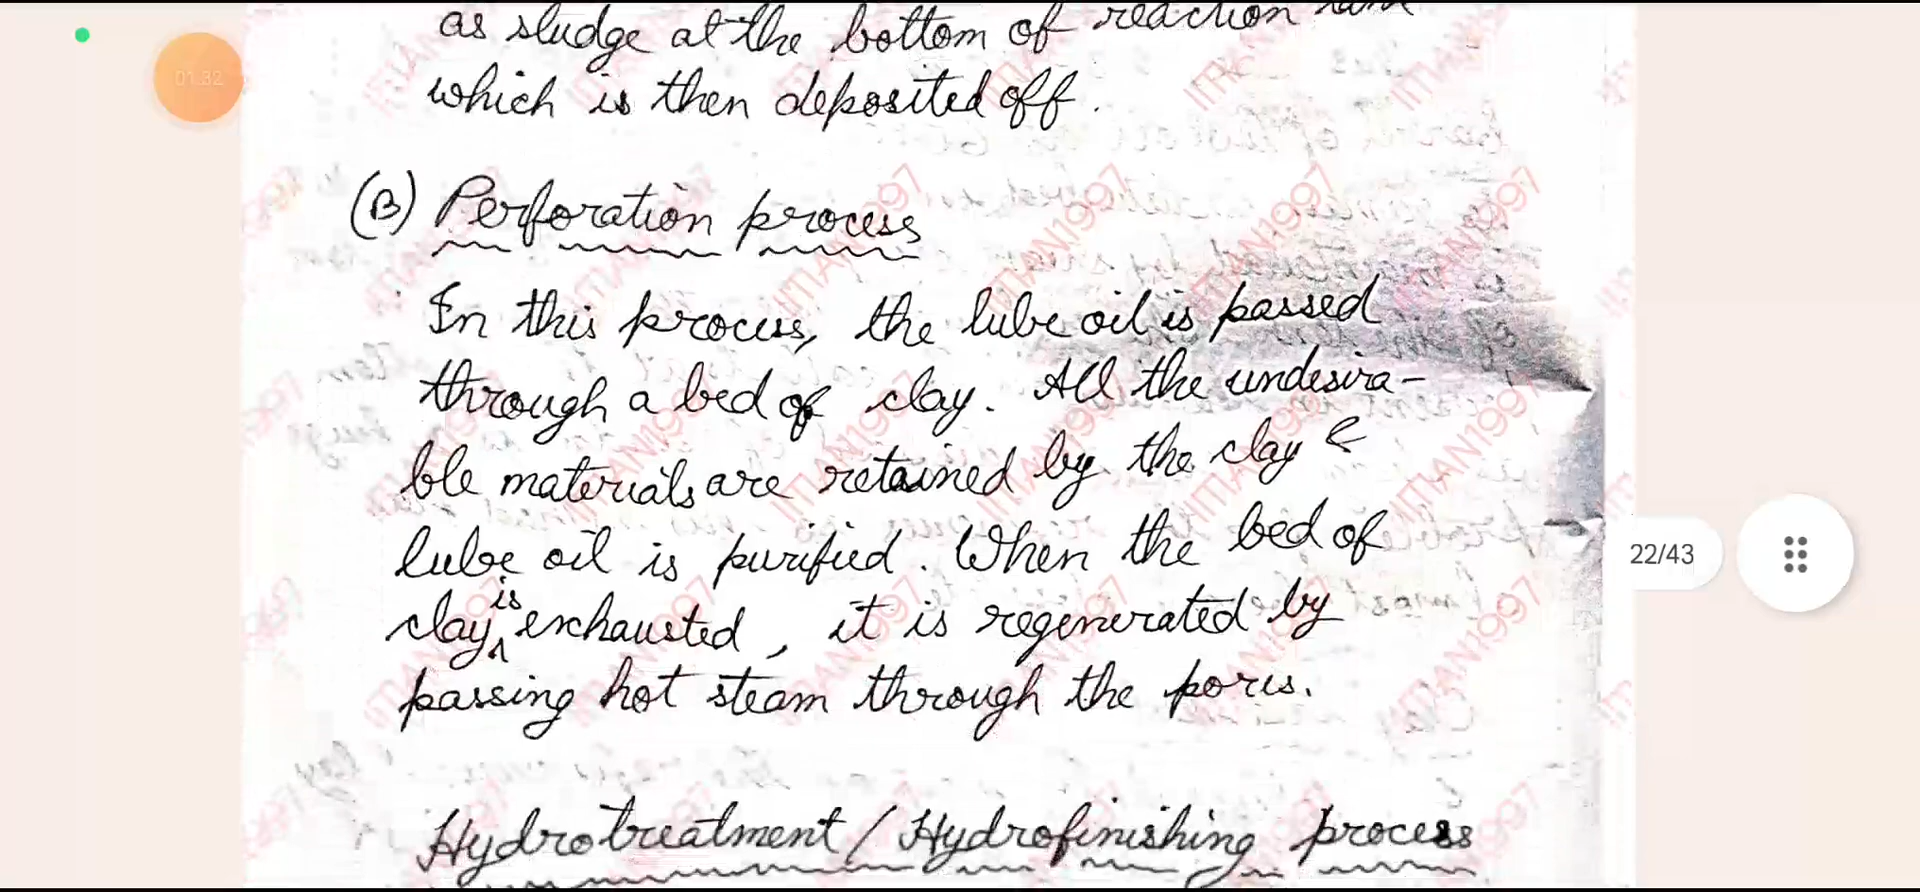 as sludge at the bottom of reaction
which is then deposited off.
01.32
(B) Perforation process
In this process, the lube oil is passed
through a bed of clay. All the undesira-
ble materials are retained by the clay &
lube oil is purified. When the bed of
clay is exhausted, it is regenerated by
passing hot steam through the pores.
22/43
Hydrotreatment / Hydrofinishing process
IITIAN1997